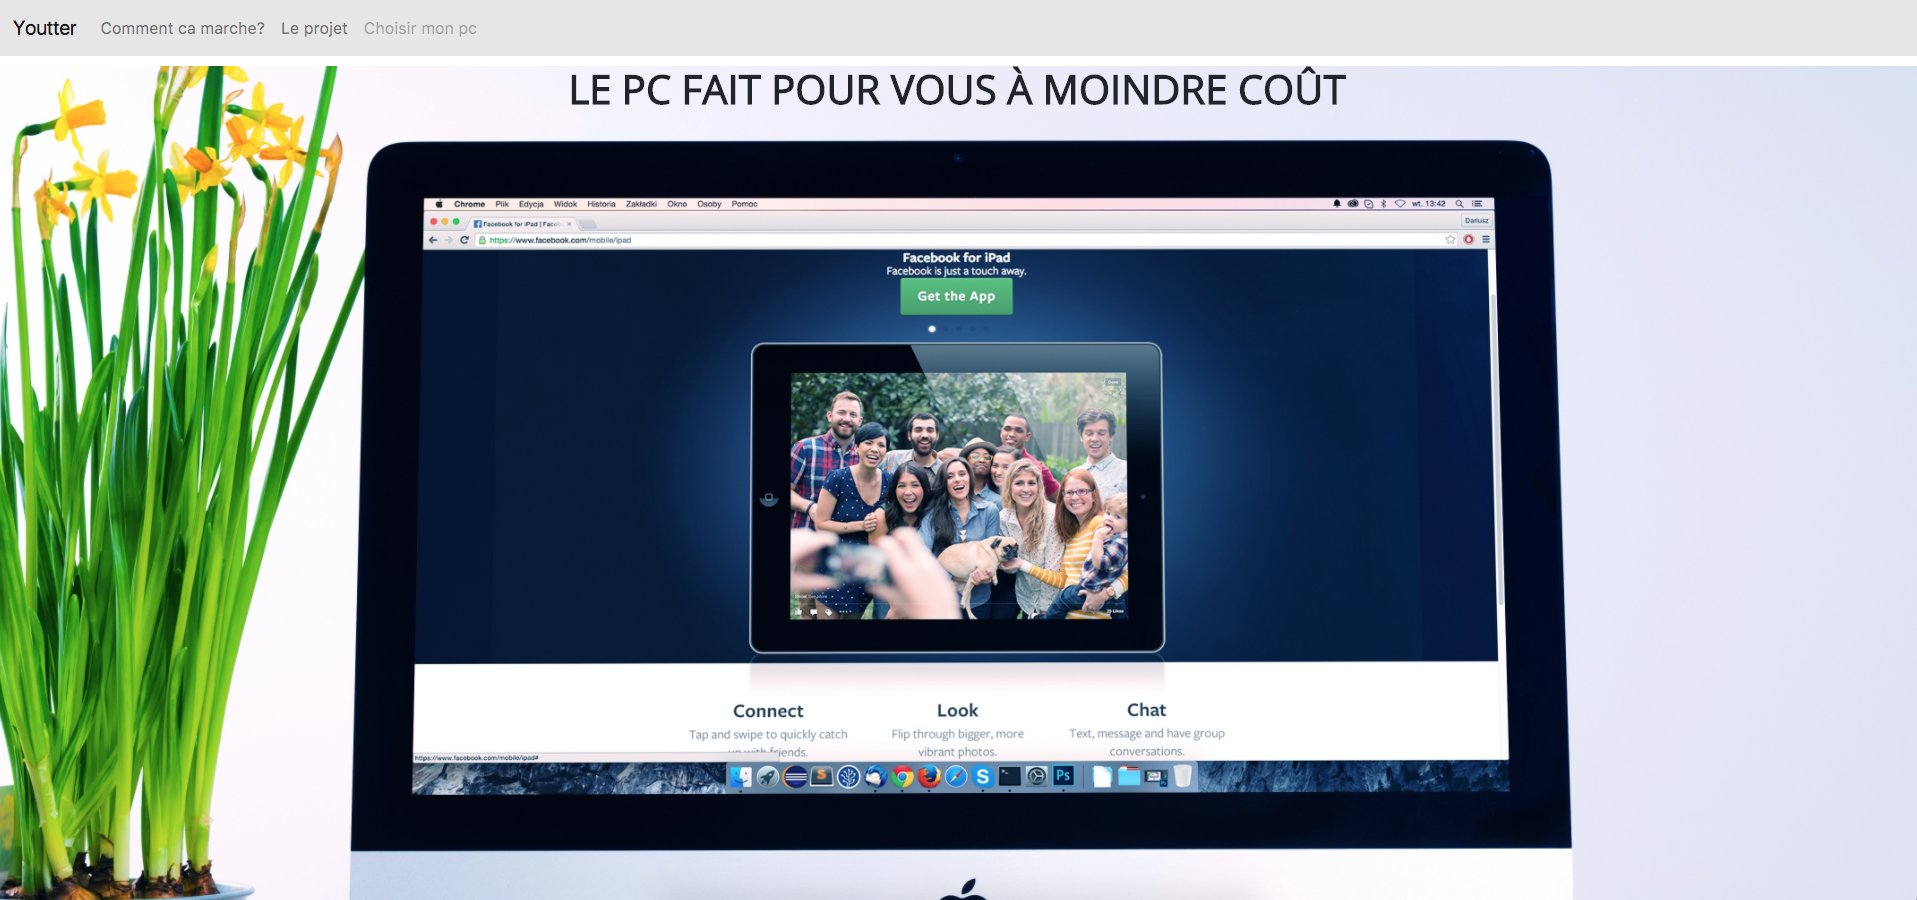 Youtter Comment ca marche? Le projet Choisir mon pc
LE PC FAIT POUR VOUS À MOINDRE COÛT
Chrome Plik Edycja Widok Historia Zakładki Okno Osoby Pomoc wt. 13:42
Facebook for iPad | Faceb Dariusz
https://www.facebook.com/mobile/ipad
Facebook for iPad
Facebook is just a touch away.
Get the App
Connect Look Chat
Tap and swipe to quickly catch Flip through bigger, more Text, message and have group
up with friends. vibrant photos. conversations.
https://www.facebook.com/mobile/ipad#
S S Ps